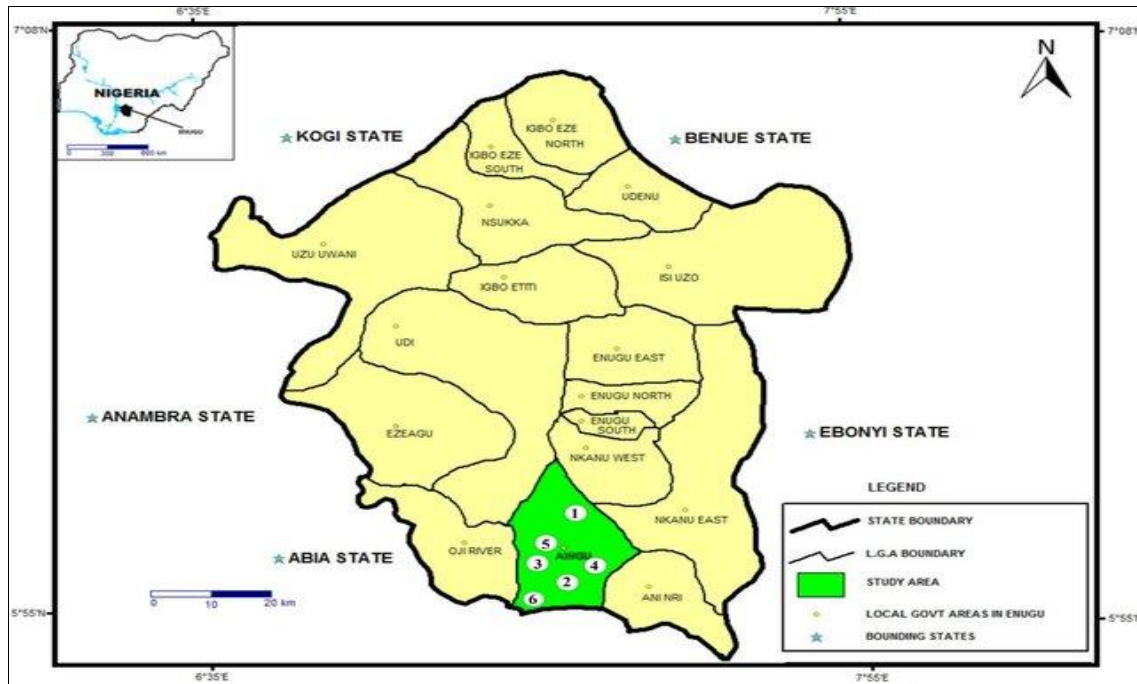 6°35'E
7°55'E
7°08'N
7°08'N
NIGERIA
ENUGU
0 300 600 km
N
KOGI STATE
BENUE STATE
IGBO EZE
NORTH
IGBO EZE
SOUTH
UDENU
NSUKKA
UZU UWANI
ISI UZO
IGBO ETITI
UDI
ENUGU EAST
ENUGU NORTH
ANAMBRA STATE
ENUGU
SOUTH
EZEAGU
EBONYI STATE
NKANU WEST
LEGEND
1
NKANU EAST
STATE BOUNDARY
5
OJI RIVER
AWGU
ABIA STATE
3
4
L.G.A BOUNDARY
2
ANI NRI
STUDY AREA
0 10 20 km
6
5°55'N
5°55'N
LOCAL GOVT AREAS IN ENUGU
BOUNDING STATES
6°35'E
7°55'E